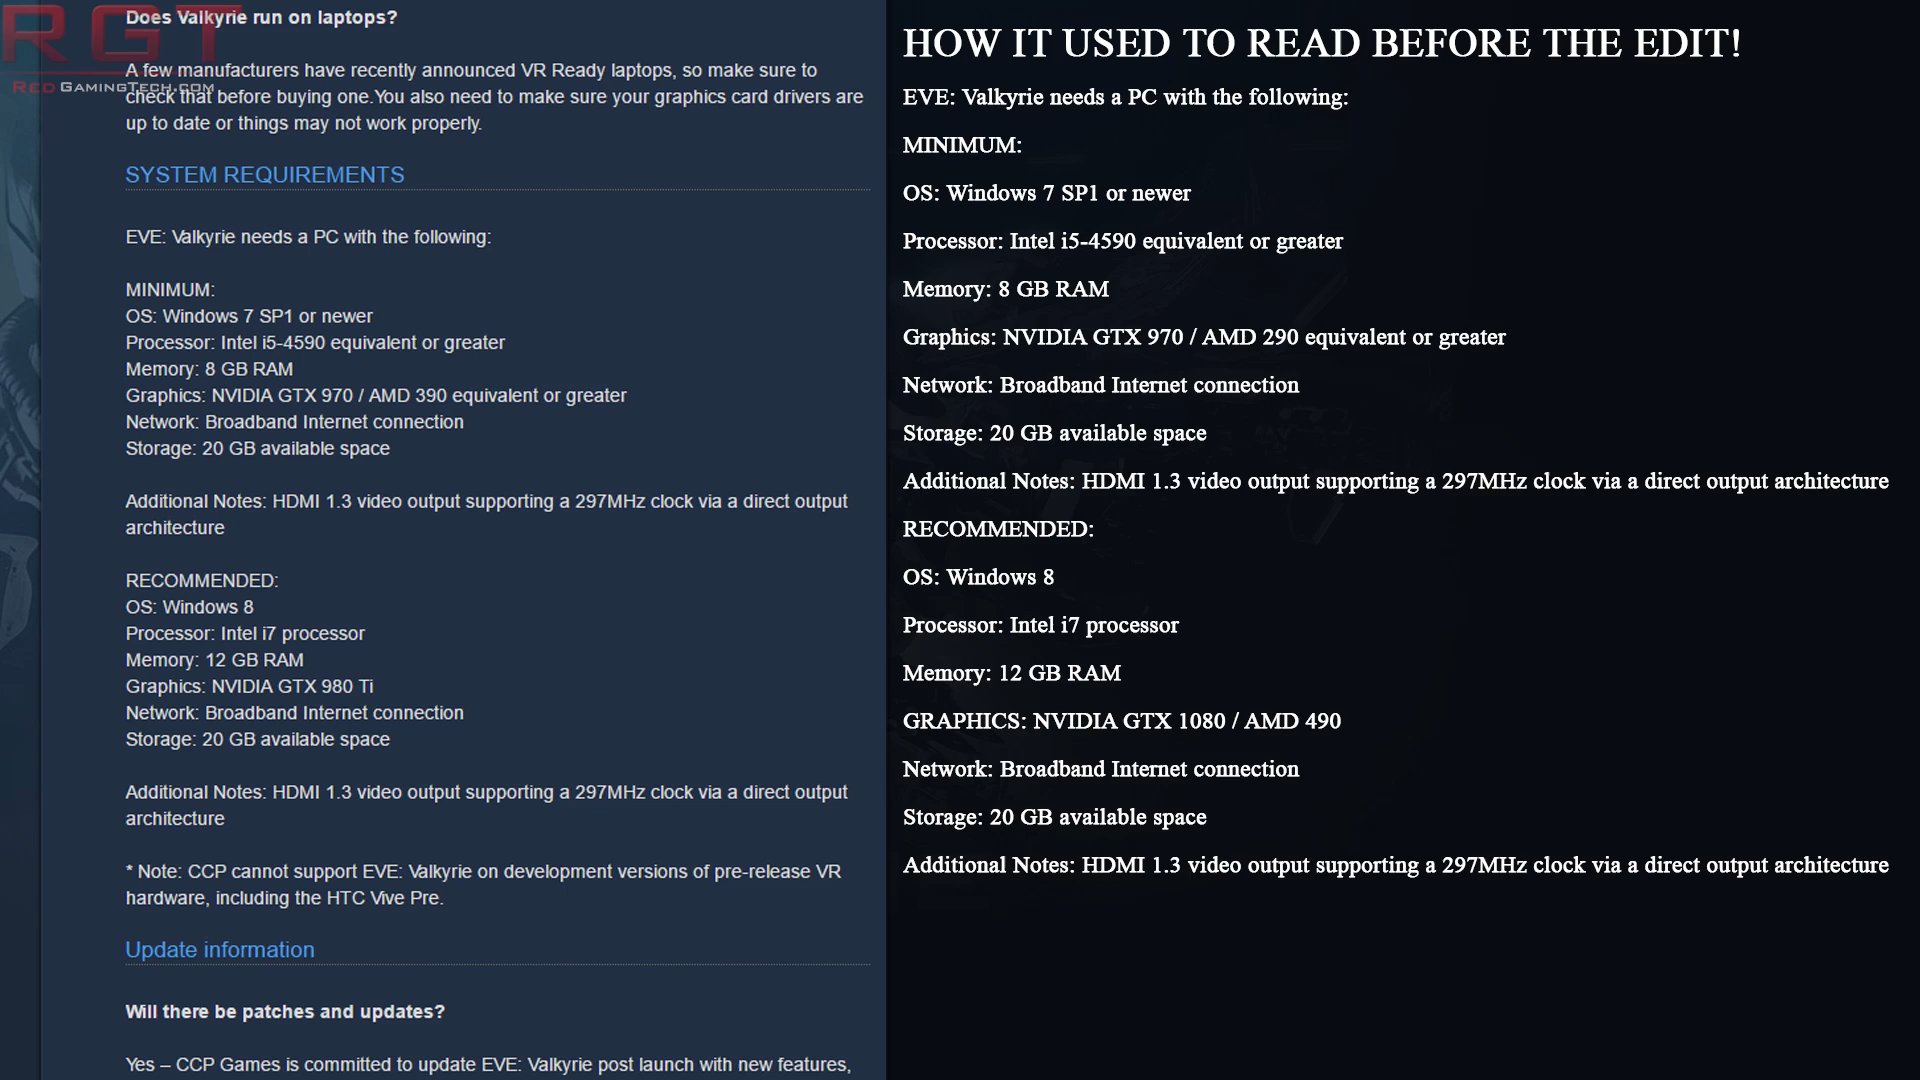 RGT
REDGAMINGTECH.COM
Does Valkyrie run on laptops?
A few manufacturers have recently announced VR Ready laptops, so make sure to
check that before buying one.You also need to make sure your graphics card drivers are
up to date or things may not work properly.
SYSTEM REQUIREMENTS
EVE: Valkyrie needs a PC with the following:
MINIMUM:
OS: Windows 7 SP1 or newer
Processor: Intel i5-4590 equivalent or greater
Memory: 8 GB RAM
Graphics: NVIDIA GTX 970 / AMD 390 equivalent or greater
Network: Broadband Internet connection
Storage: 20 GB available space
Additional Notes: HDMI 1.3 video output supporting a 297MHz clock via a direct output
architecture
RECOMMENDED:
OS: Windows 8
Processor: Intel i7 processor
Memory: 12 GB RAM
Graphics: NVIDIA GTX 980 Ti
Network: Broadband Internet connection
Storage: 20 GB available space
Additional Notes: HDMI 1.3 video output supporting a 297MHz clock via a direct output
architecture
* Note: CCP cannot support EVE: Valkyrie on development versions of pre-release VR
hardware, including the HTC Vive Pre.
Update information
Will there be patches and updates?
Yes – CCP Games is committed to update EVE: Valkyrie post launch with new features,
HOW IT USED TO READ BEFORE THE EDIT!
EVE: Valkyrie needs a PC with the following:
MINIMUM:
OS: Windows 7 SP1 or newer
Processor: Intel i5-4590 equivalent or greater
Memory: 8 GB RAM
Graphics: NVIDIA GTX 970 / AMD 290 equivalent or greater
Network: Broadband Internet connection
Storage: 20 GB available space
Additional Notes: HDMI 1.3 video output supporting a 297MHz clock via a direct output architecture
RECOMMENDED:
OS: Windows 8
Processor: Intel i7 processor
Memory: 12 GB RAM
GRAPHICS: NVIDIA GTX 1080 / AMD 490
Network: Broadband Internet connection
Storage: 20 GB available space
Additional Notes: HDMI 1.3 video output supporting a 297MHz clock via a direct output architecture